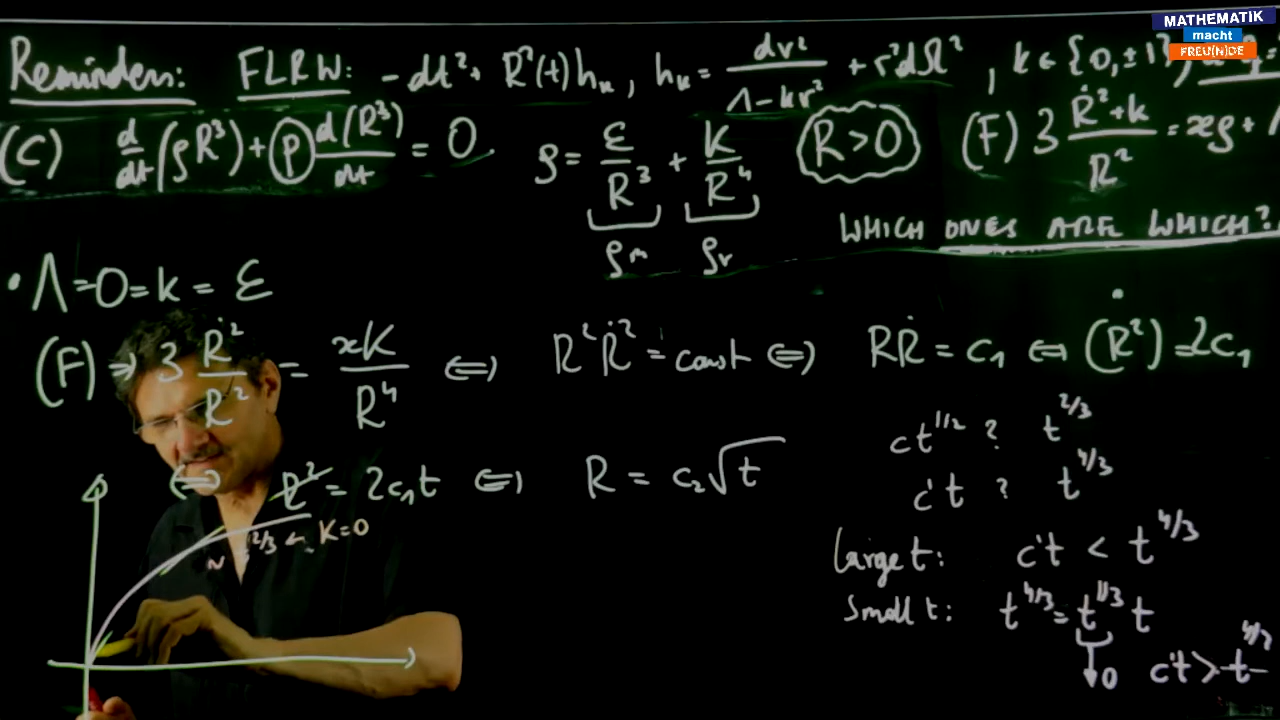 MATHEMATIK
macht
FREU(N)DE
Reminders: FLRW: -dt²+ R²(t)hₖ, hₖ= dr²/1-kr² + r²dΩ², k∈{0,±1},
(C) d/dt(ρR³)+p d(R³)/dt = 0 ρ= ε/R³ + K/R⁴ R>0 (F) 3 Ṙ²+k/R² = ϰρ+Λ
ρm ρr WHICH ONES ARE WHICH?
• Λ=0=k=ε
(F)⇒ 3 Ṙ²/R² = ϰK/R⁴ ⇔ R²Ṙ²= const ⇔ RṘ = c₁ ⇔ (R²)˙=2c₁
ct^1/2 ? t^2/3
⇔ R²= 2c₁t ⇔ R = c₂√t c't ? t^4/3
~ t^2/3 ← K=0
Large t: c't < t^4/3
Small t: t^4/3= t^1/3 t
↓0 c't > t^4/3